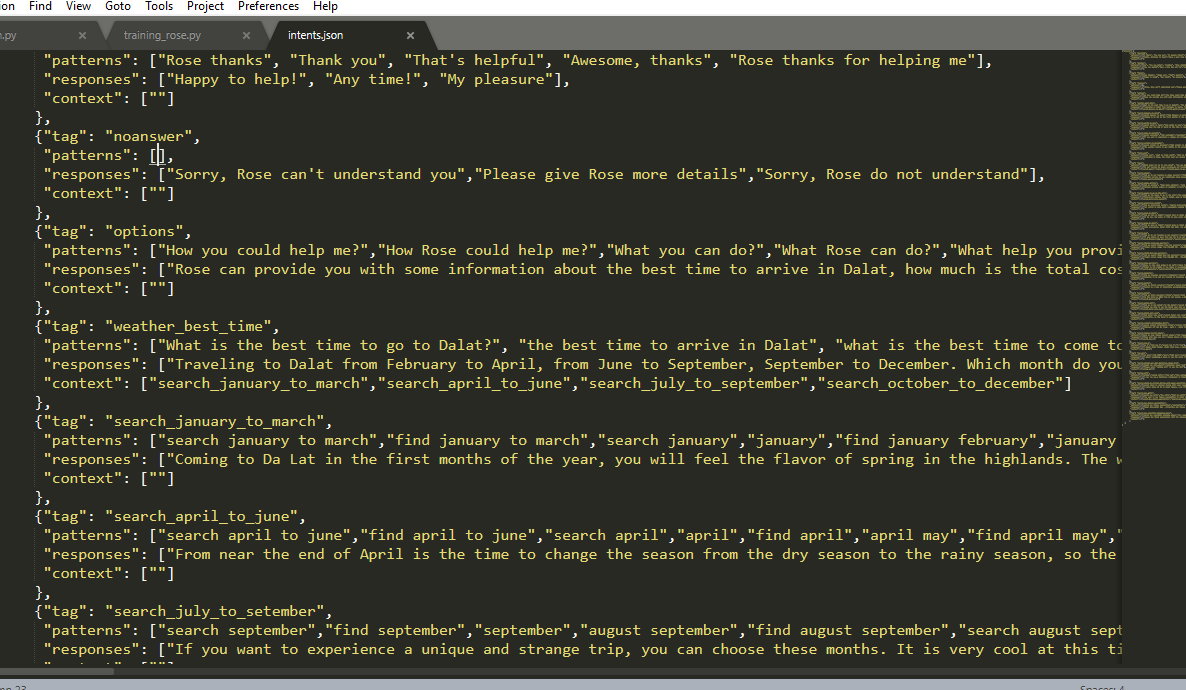 ion Find View Goto Tools Project Preferences Help
.py × training_rose.py × intents.json ×
"patterns": ["Rose thanks", "Thank you", "That's helpful", "Awesome, thanks", "Rose thanks for helping me"],
"responses": ["Happy to help!", "Any time!", "My pleasure"],
"context": [""]
},
{"tag": "noanswer",
"patterns": [],
"responses": ["Sorry, Rose can't understand you","Please give Rose more details","Sorry, Rose do not understand"],
"context": [""]
},
{"tag": "options",
"patterns": ["How you could help me?","How Rose could help me?","What you can do?","What Rose can do?","What help you provi
"responses": ["Rose can provide you with some information about the best time to arrive in Dalat, how much is the total cos
"context": [""]
},
{"tag": "weather_best_time",
"patterns": ["What is the best time to go to Dalat?", "the best time to arrive in Dalat", "what is the best time to come to
"responses": ["Traveling to Dalat from February to April, from June to September, September to December. Which month do you
"context": ["search_january_to_march","search_april_to_june","search_july_to_september","search_october_to_december"]
},
{"tag": "search_january_to_march",
"patterns": ["search january to march","find january to march","search january","january","find january february","january
"responses": ["Coming to Da Lat in the first months of the year, you will feel the flavor of spring in the highlands. The w
"context": [""]
},
{"tag": "search_april_to_june",
"patterns": ["search april to june","find april to june","search april","april","find april","april may","find april may","
"responses": ["From near the end of April is the time to change the season from the dry season to the rainy season, so the
"context": [""]
},
{"tag": "search_july_to_setember",
"patterns": ["search september","find september","september","august september","find august september","search august sept
"responses": ["If you want to experience a unique and strange trip, you can choose these months. It is very cool at this ti